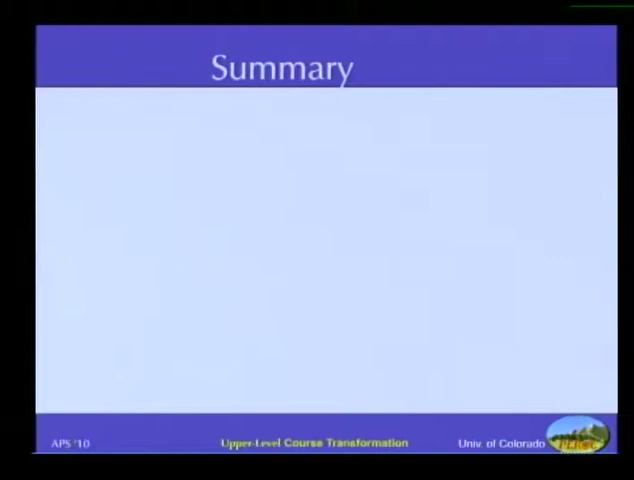 Summary
APS '10
Upper-Level Course Transformation
Univ. of Colorado